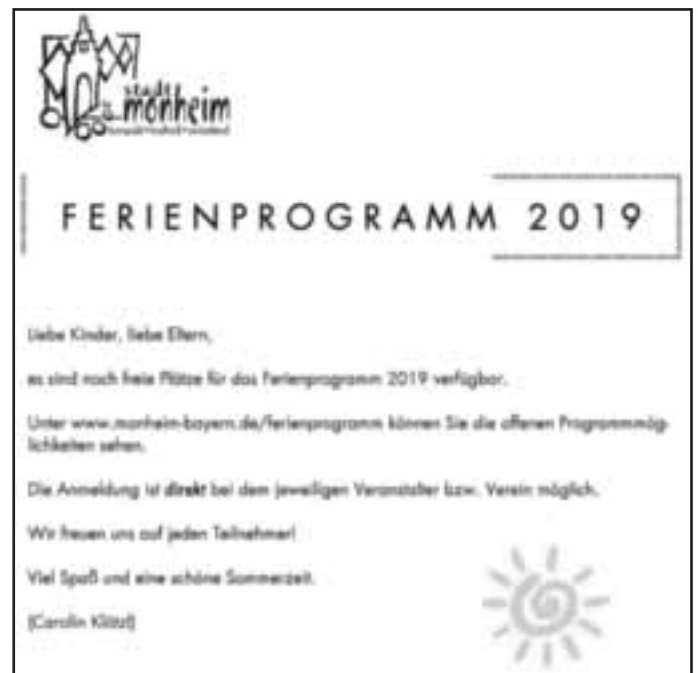 stadt
monheim
FERIENPROGRAMM 2019
Liebe Kinder, liebe Eltern,
es sind noch freie Plätze für das Ferienprogramm 2019 verfügbar.
Unter www.monheim-bayern.de/ferienprogramm können Sie die offenen Programmmög-
lichkeiten sehen.
Die Anmeldung ist direkt bei dem jeweiligen Veranstalter bzw. Verein möglich.
Wir freuen uns auf jeden Teilnehmer!
Viel Spaß und eine schöne Sommerzeit.
(Carolin